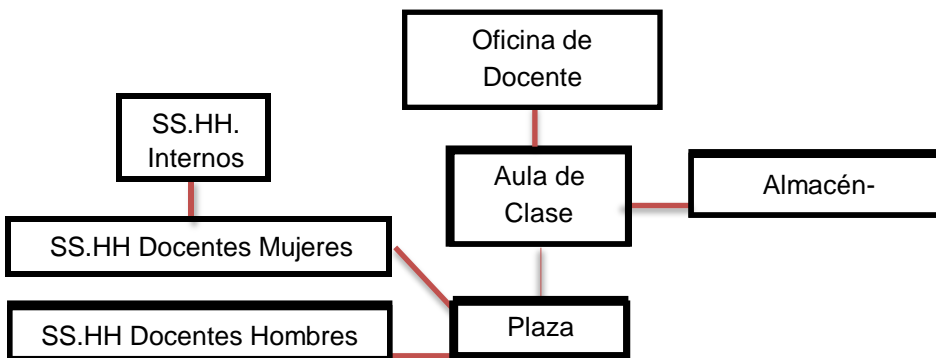 Oficina de
Docente
SS.HH.
Internos
Aula de
Clase
Almacén-
SS.HH Docentes Mujeres
SS.HH Docentes Hombres
Plaza